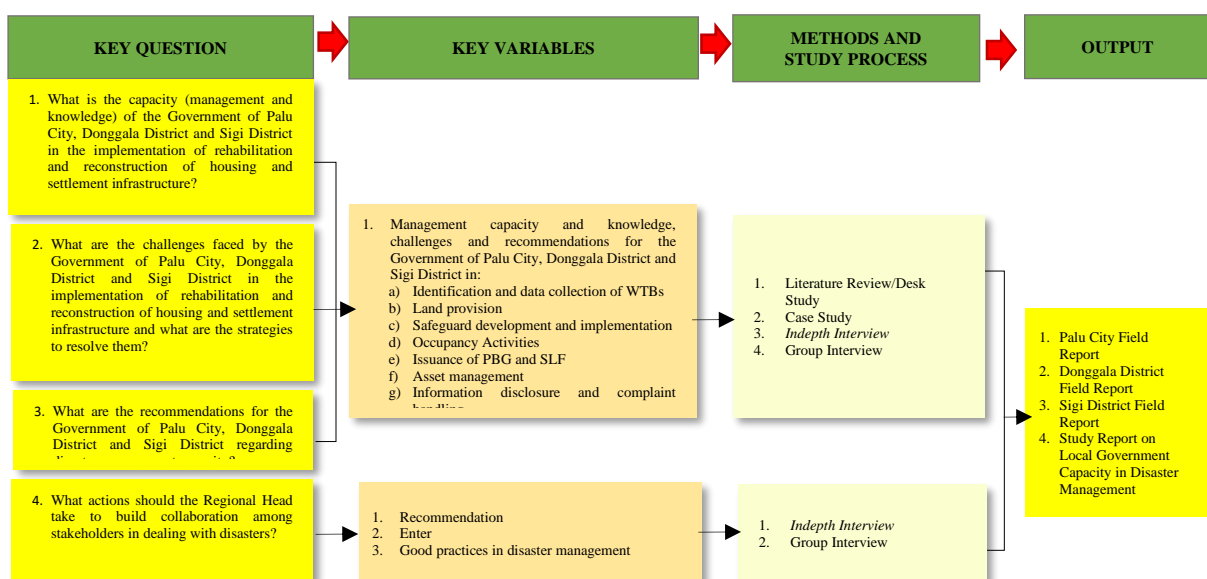 KEY QUESTION
KEY VARIABLES
METHODS AND
STUDY PROCESS
OUTPUT
1. What is the capacity (management and
knowledge) of the Government of Palu
City, Donggala District and Sigi District
in the implementation of rehabilitation
and reconstruction of housing and
settlement infrastructure?
2. What are the challenges faced by the
Government of Palu City, Donggala
District and Sigi District in the
implementation of rehabilitation and
reconstruction of housing and settlement
infrastructure and what are the strategies
to resolve them?
3. What are the recommendations for the
Government of Palu City, Donggala
District and Sigi District regarding
4. What actions should the Regional Head
take to build collaboration among
stakeholders in dealing with disasters?
1. Management capacity and knowledge,
challenges and recommendations for the
Government of Palu City, Donggala District and
Sigi District in:
a) Identification and data collection of WTBs
b) Land provision
c) Safeguard development and implementation
d) Occupancy Activities
e) Issuance of PBG and SLF
f) Asset management
g) Information disclosure and complaint
1. Recommendation
2. Enter
3. Good practices in disaster management
1. Literature Review/Desk
Study
2. Case Study
3. Indepth Interview
4. Group Interview
1. Indepth Interview
2. Group Interview
1. Palu City Field
Report
2. Donggala District
Field Report
3. Sigi District Field
Report
4. Study Report on
Local Government
Capacity in Disaster
Management